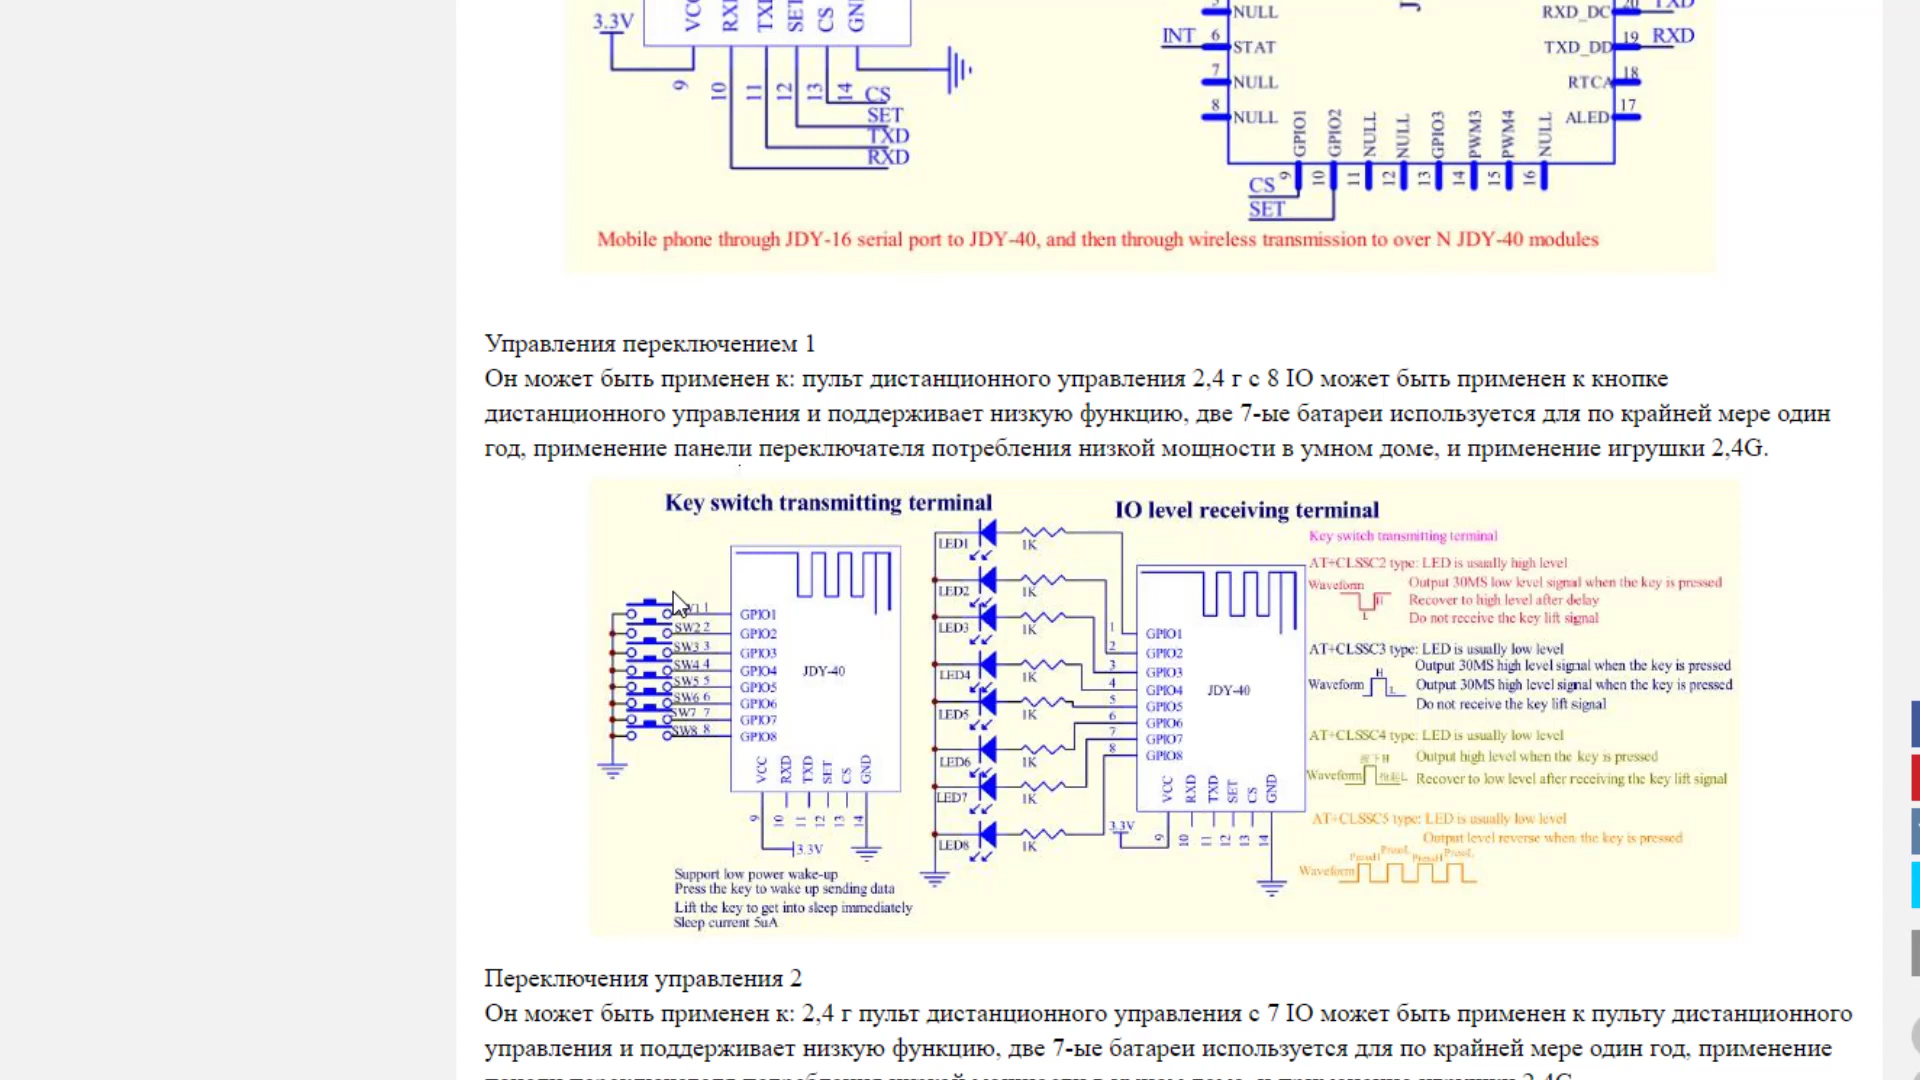 3.3V
VCC
RXD
TXD
SET
CS
GND
9
10
11
12
13
14
CS
SET
TXD
RXD
NULL
INT
6
STAT
7
NULL
8
NULL
RXD_DC
20
TXD
TXD_DD
19
RXD
RTCA
18
ALED
17
GPIO1
GPIO2
NULL
NULL
GPIO3
PWM3
PWM4
NULL
9
10
11
12
13
14
15
16
CS
SET
Mobile phone through JDY-16 serial port to JDY-40, and then through wireless transmission to over N JDY-40 modules
Управления переключением 1
Он может быть применен к: пульт дистанционного управления 2,4 г с 8 IO может быть применен к кнопке
дистанционного управления и поддерживает низкую функцию, две 7-ые батареи используется для по крайней мере один
год, применение панели переключателя потребления низкой мощности в умном доме, и применение игрушки 2,4G.
Key switch transmitting terminal
SW2 2
SW3 3
SW4 4
SW5 5
SW6 6
SW7 7
SW8 8
GPIO1
GPIO2
GPIO3
GPIO4
GPIO5
GPIO6
GPIO7
GPIO8
JDY-40
VCC
RXD
TXD
SET
CS
GND
9
10
11
12
13
14
3.3V
Support low power wake-up
Press the key to wake up sending data
Lift the key to get into sleep immediately
Sleep current 5uA
IO level receiving terminal
LED1
1K
LED2
1K
LED3
1K
LED4
1K
LED5
1K
LED6
1K
LED7
1K
LED8
1K
1
2
3
4
5
6
7
8
GPIO1
GPIO2
GPIO3
GPIO4
GPIO5
GPIO6
GPIO7
GPIO8
JDY-40
VCC
RXD
TXD
SET
CS
GND
3.3V
9
10
11
12
13
14
Key switch transmitting terminal
AT+CLSSC2 type: LED is usually high level
Waveform
H
L
Output 30MS low level signal when the key is pressed
Recover to high level after delay
Do not receive the key lift signal
AT+CLSSC3 type: LED is usually low level
Output 30MS high level signal when the key is pressed
Waveform
H
L
Output 30MS high level signal when the key is pressed
Do not receive the key lift signal
AT+CLSSC4 type: LED is usually low level
按下H
Output high level when the key is pressed
Waveform
抬起L
Recover to low level after receiving the key lift signal
AT+CLSSC5 type: LED is usually low level
Output level reverse when the key is pressed
Waveform
PressH
PressL
PressH
PressL
Переключения управления 2
Он может быть применен к: 2,4 г пульт дистанционного управления с 7 IO может быть применен к пульту дистанционного
управления и поддерживает низкую функцию, две 7-ые батареи используется для по крайней мере один год, применение